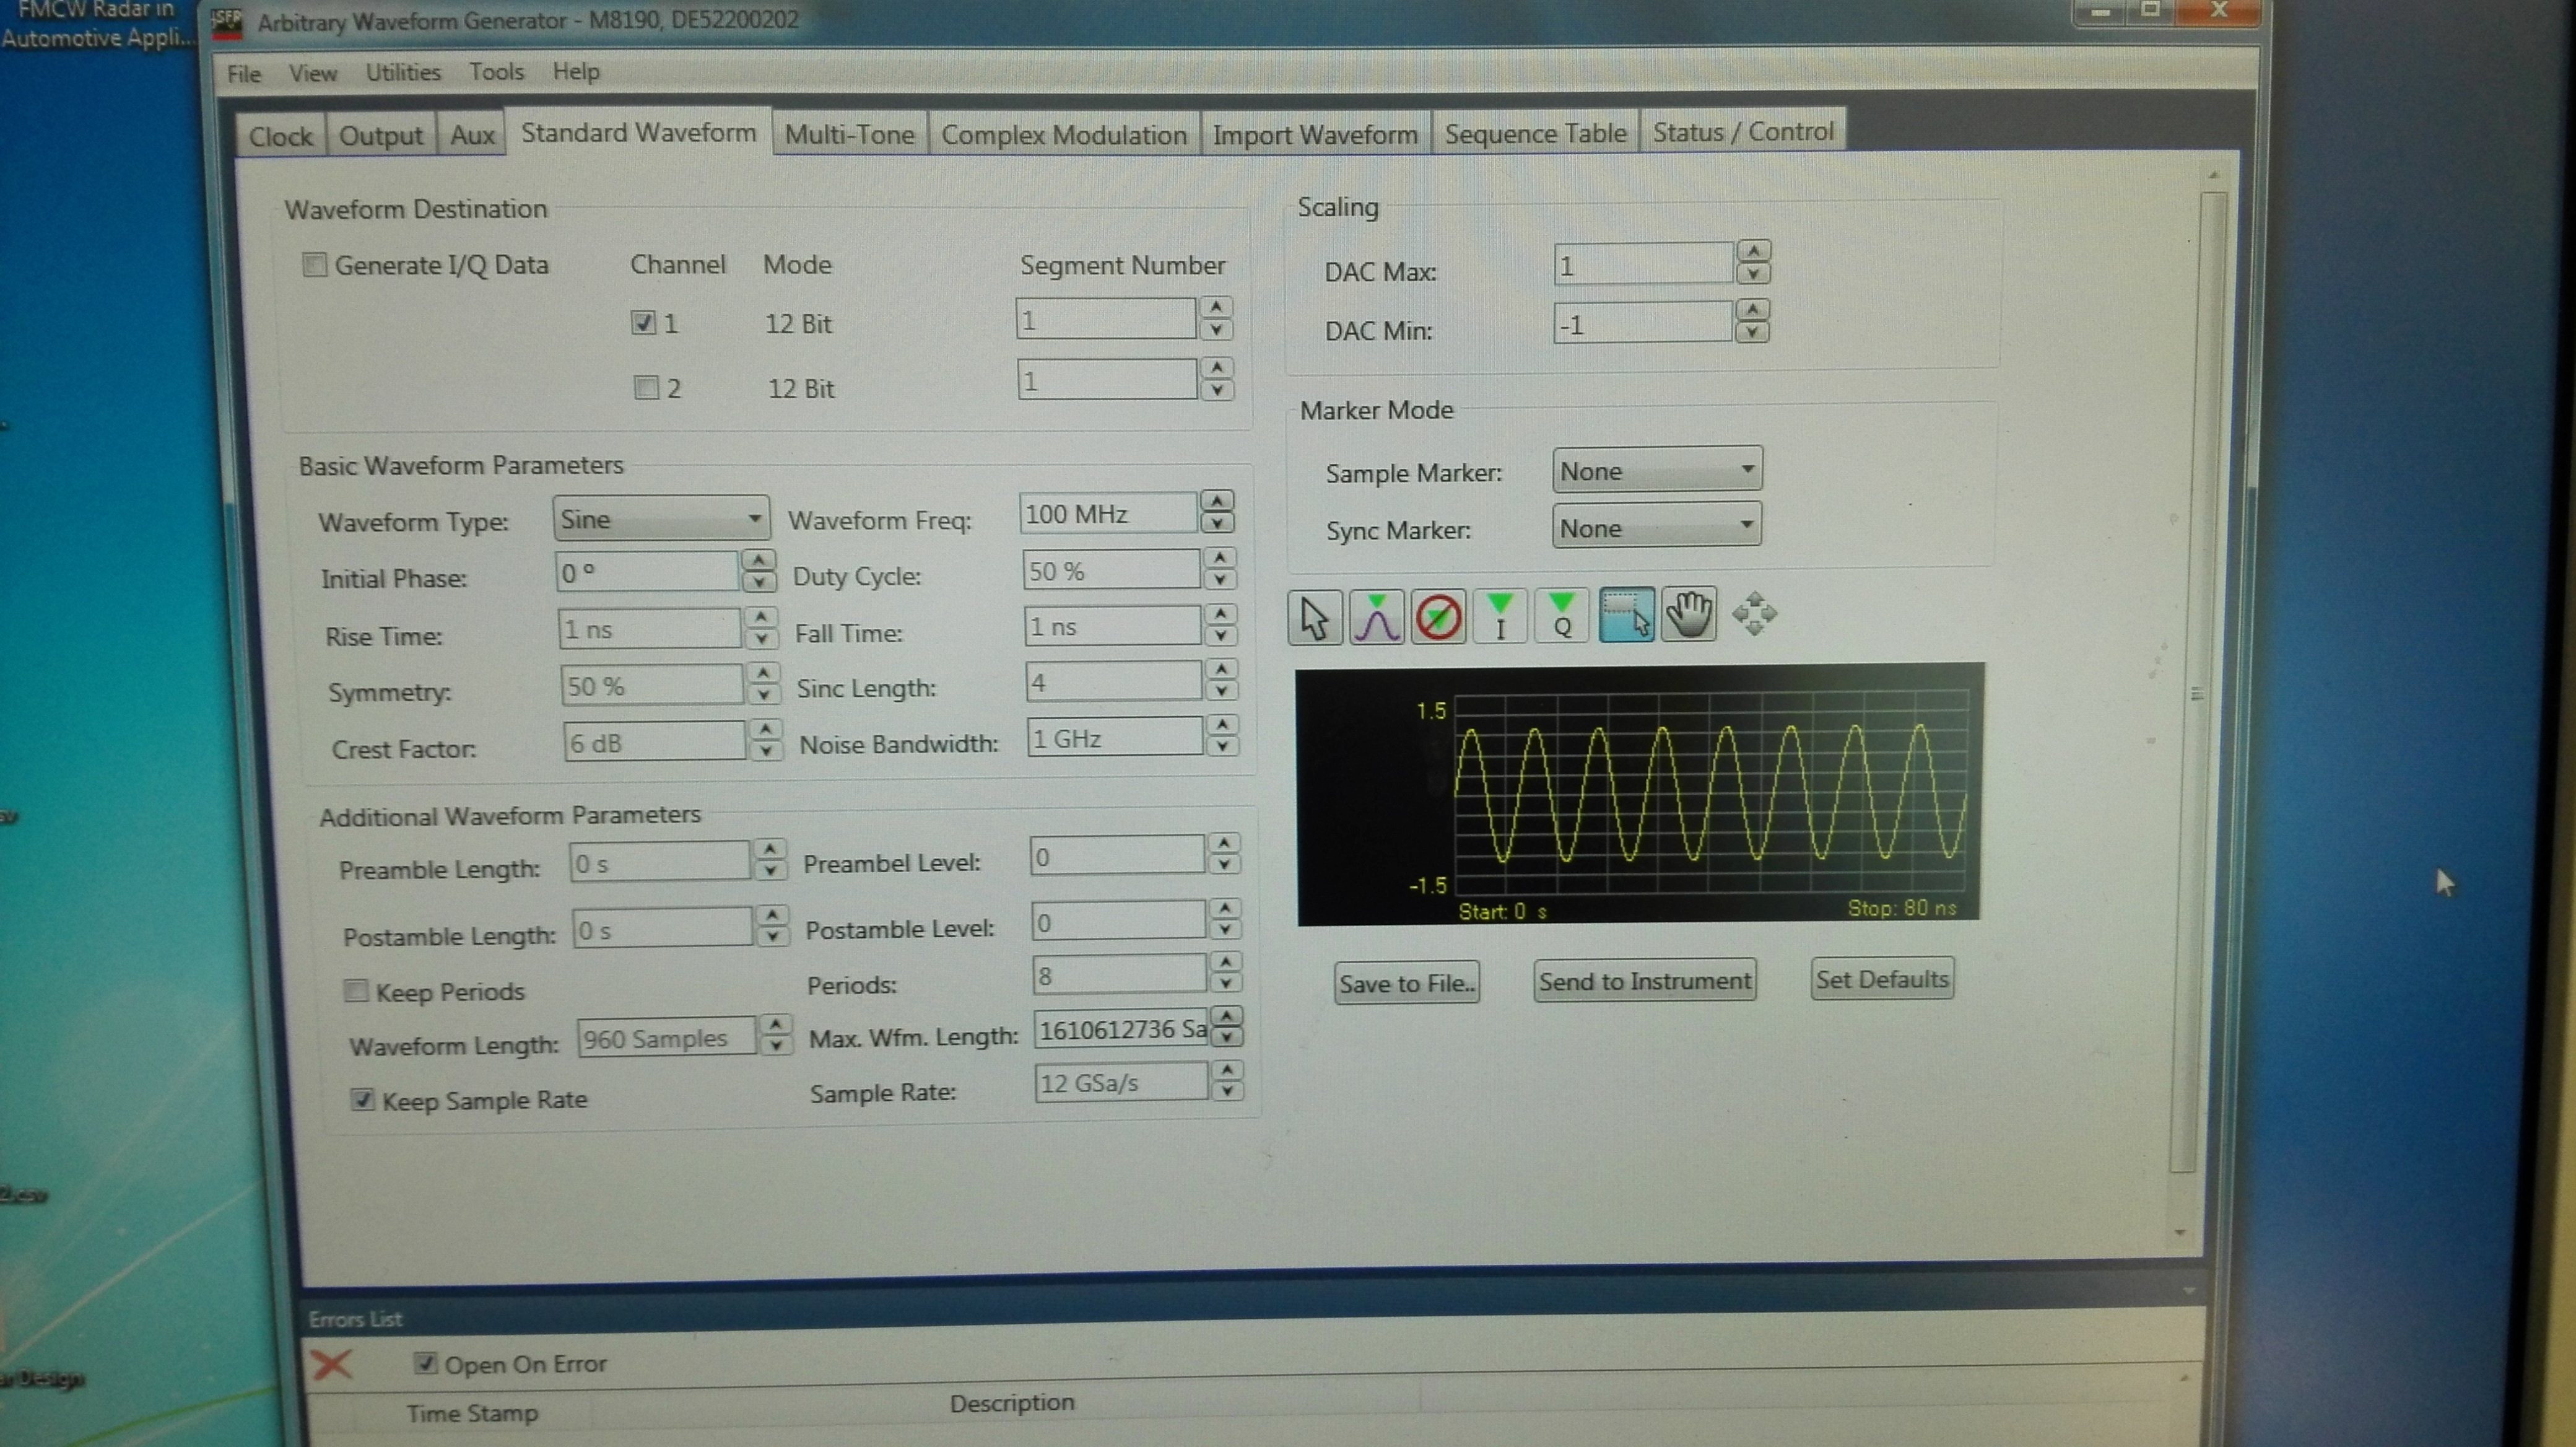 FMCW Radar in
Automotive Appli...
Arbitrary Waveform Generator - M8190, DE52200202
File View Utilities Tools Help
Clock Output Aux Standard Waveform Multi-Tone Complex Modulation Import Waveform Sequence Table Status / Control
Waveform Destination
Generate I/Q Data Channel Mode Segment Number
1 12 Bit 1
2 12 Bit 1
Basic Waveform Parameters
Waveform Type: Sine Waveform Freq: 100 MHz
Initial Phase: 0 º Duty Cycle: 50 %
Rise Time: 1 ns Fall Time: 1 ns
Symmetry: 50 % Sinc Length: 4
Crest Factor: 6 dB Noise Bandwidth: 1 GHz
Additional Waveform Parameters
Preamble Length: 0 s Preambel Level: 0
Postamble Length: 0 s Postamble Level: 0
Keep Periods Periods: 8
Waveform Length: 960 Samples Max. Wfm. Length: 1610612736 Sa
Keep Sample Rate Sample Rate: 12 GSa/s
Scaling
DAC Max: 1
DAC Min: -1
Marker Mode
Sample Marker: None
Sync Marker: None
I Q
1.5
-1.5
Start: 0 s Stop: 80 ns
Save to File.. Send to Instrument Set Defaults
Errors List
Open On Error
Time Stamp Description
Design